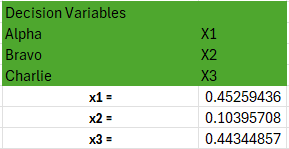 Decision Variables
Alpha X1
Bravo X2
Charlie X3
x1 = 0.45259436
x2 = 0.10395708
x3 = 0.44344857